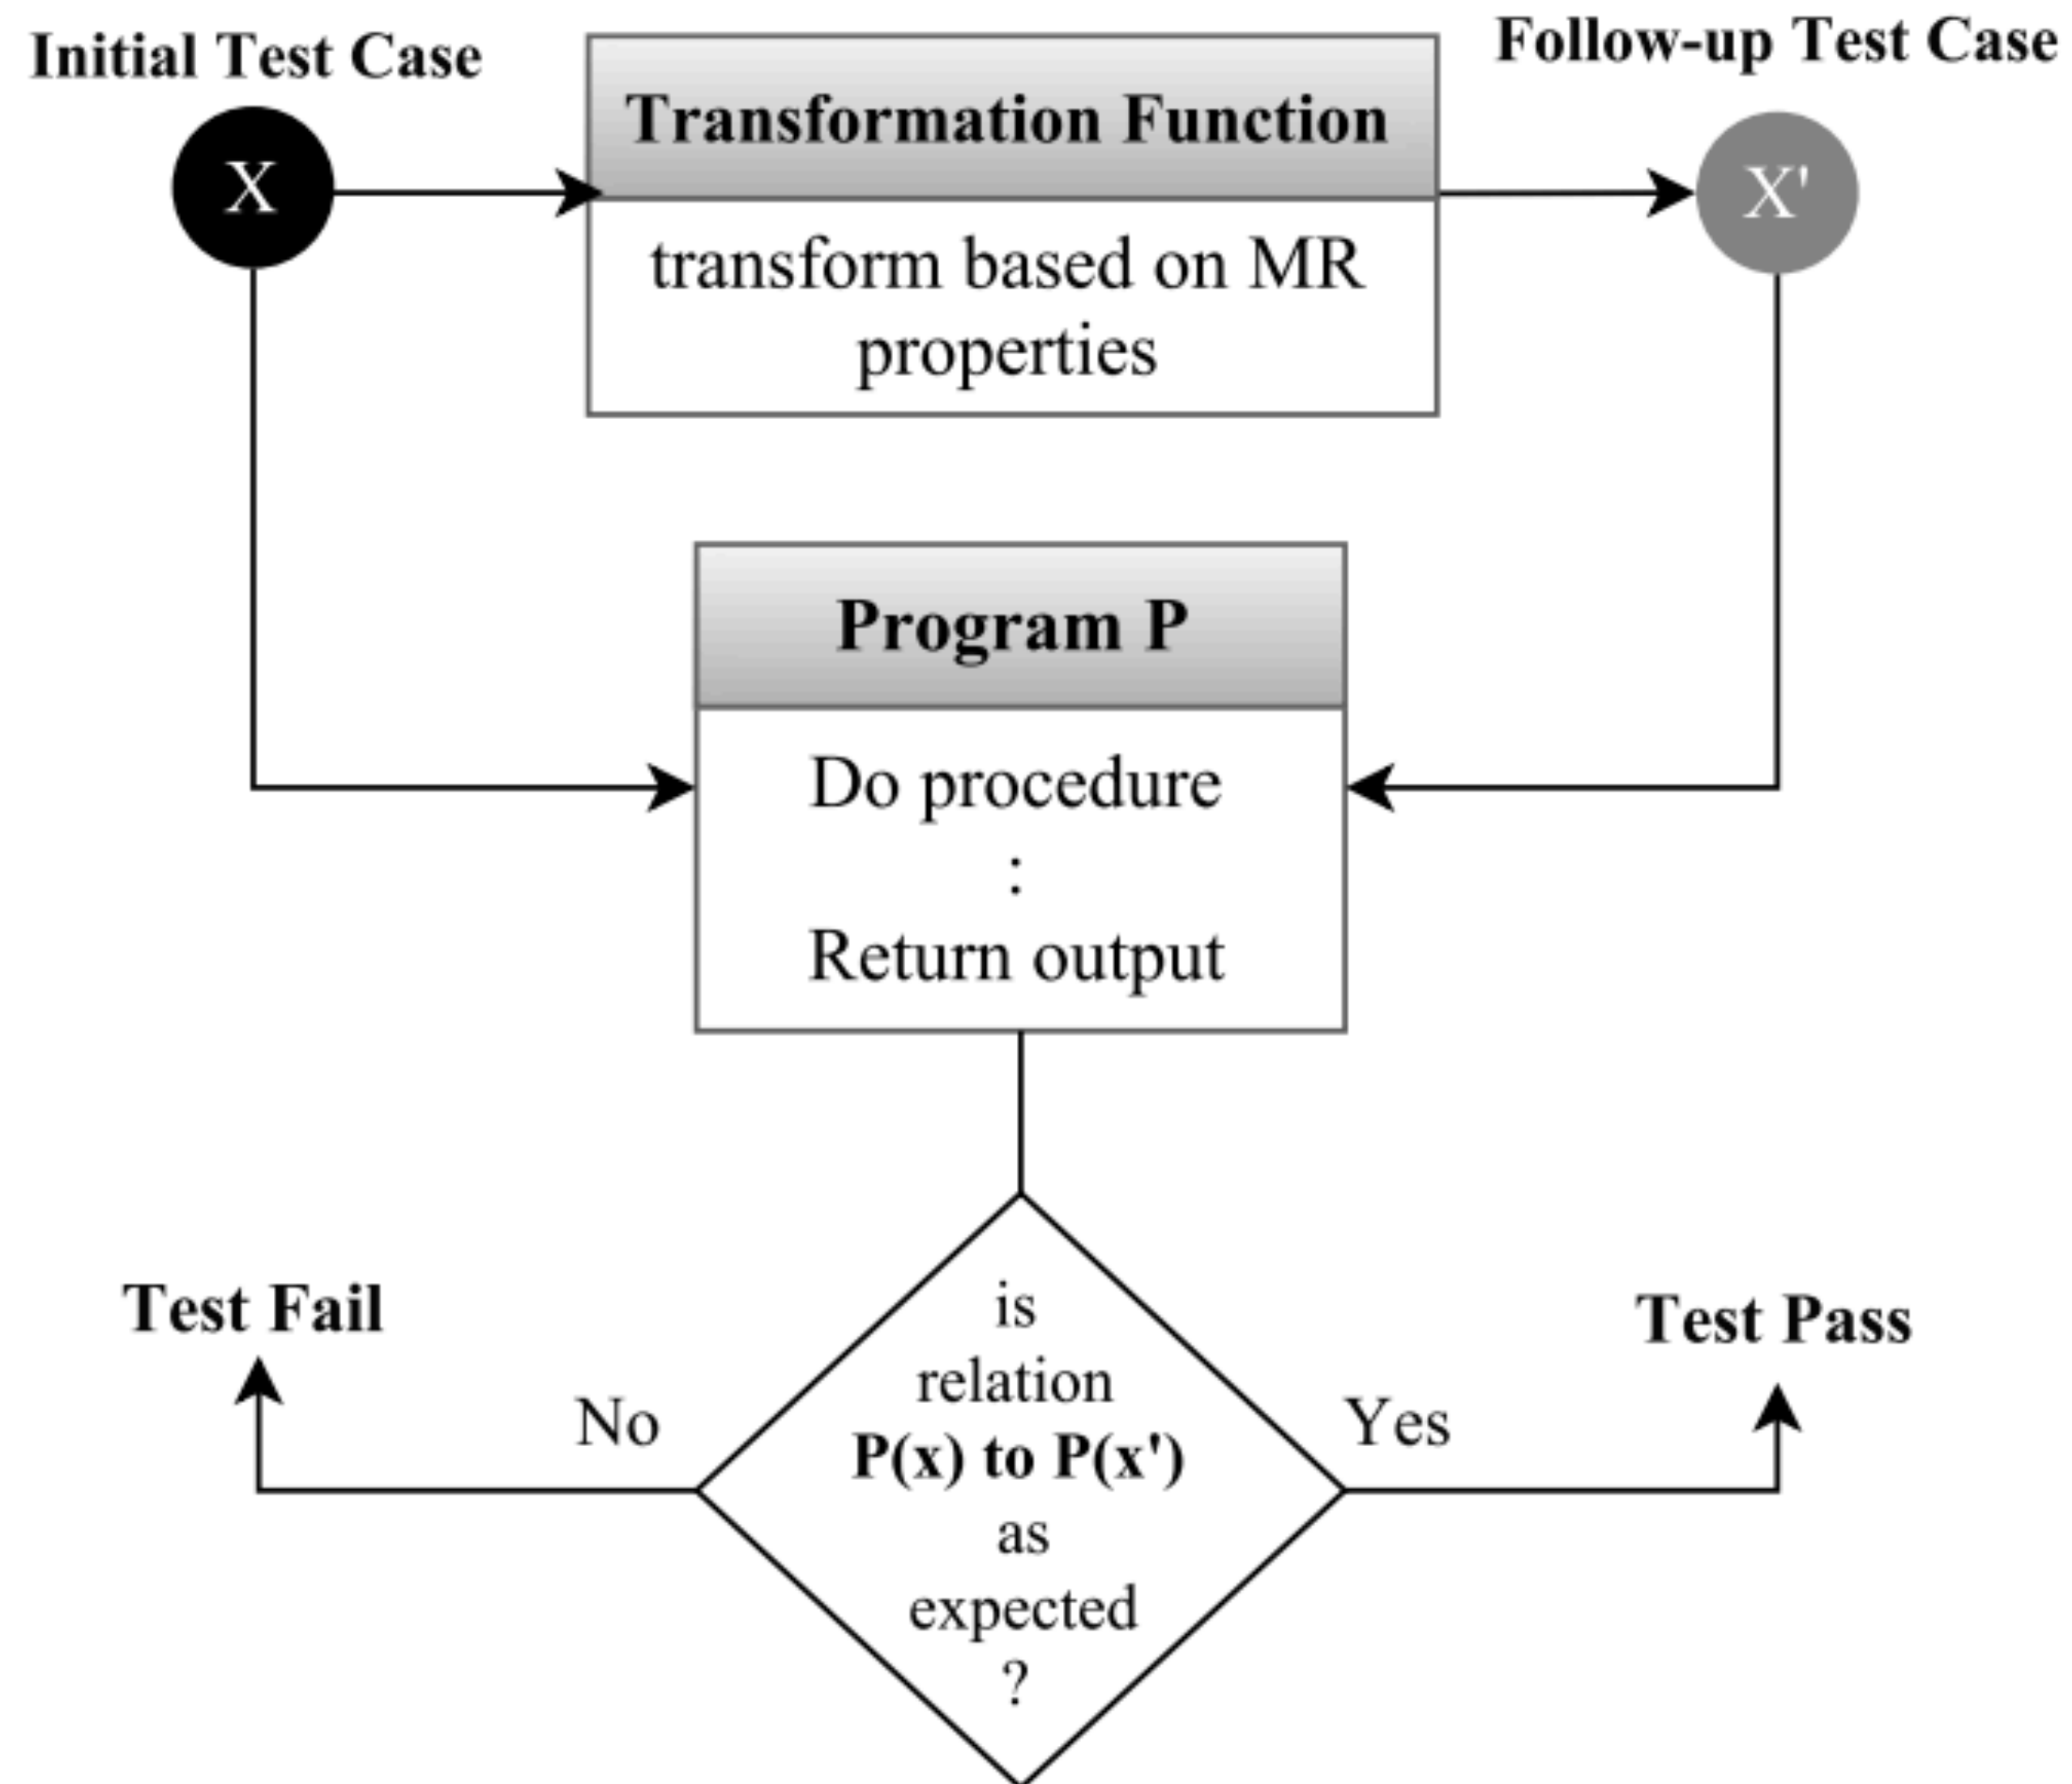 Initial Test Case
Follow-up Test Case
X
Transformation Function
transform based on MR
properties
X'
Program P
Do procedure
:
Return output
is
relation
P(x) to P(x')
as
expected
?
No
Yes
Test Fail
Test Pass